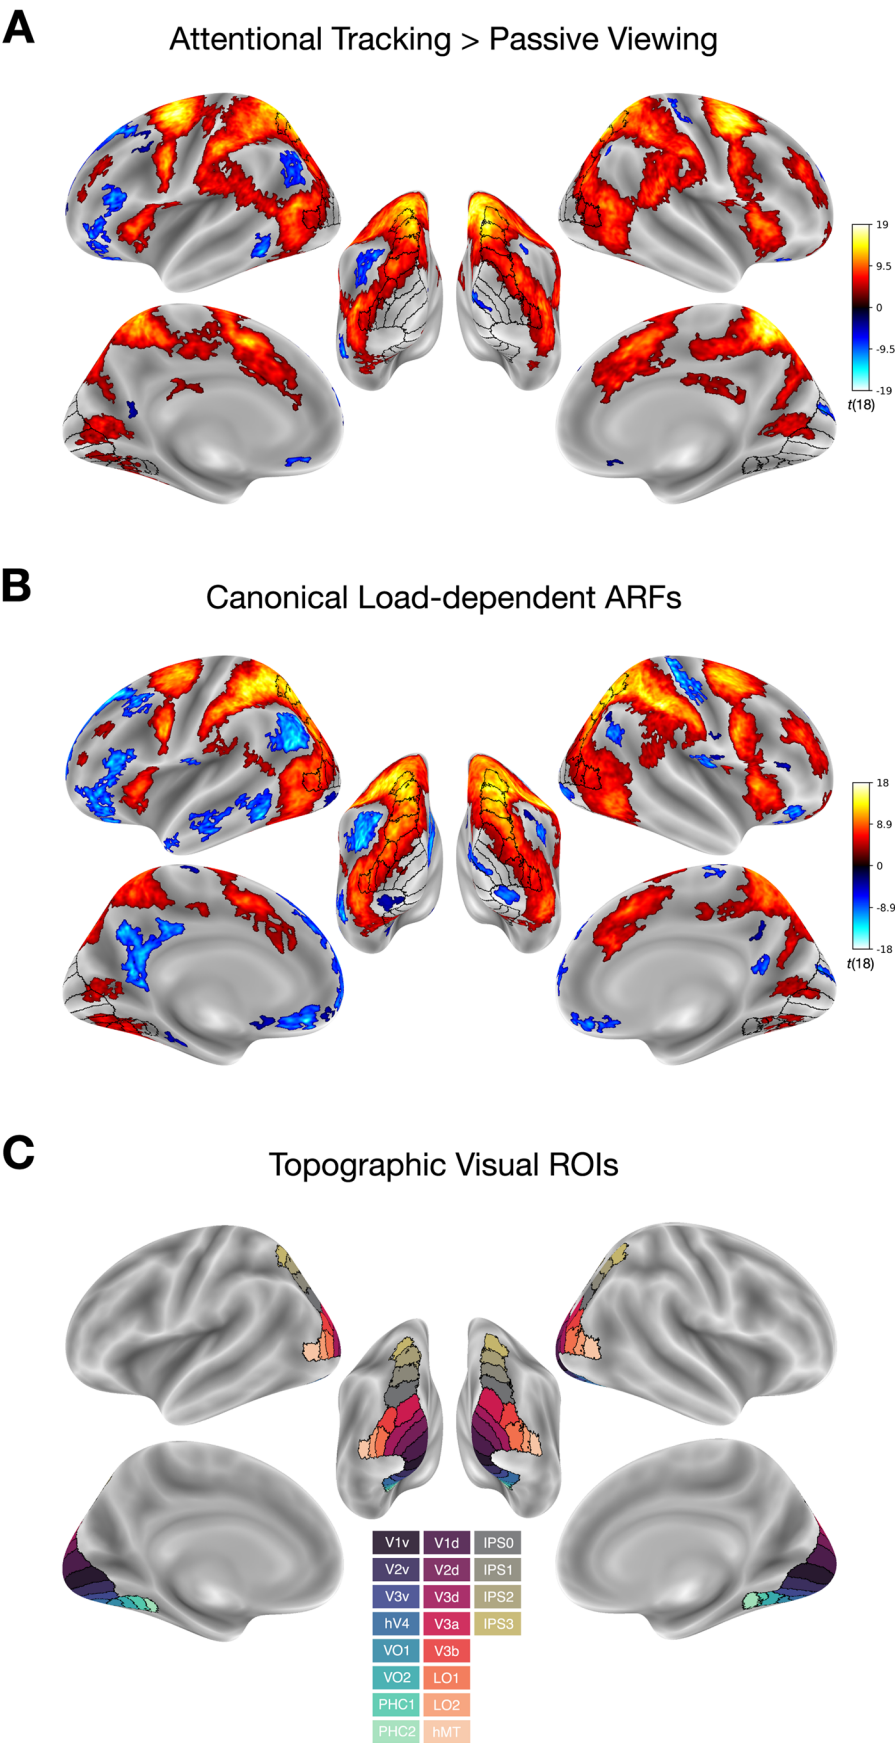 A
Attentional Tracking > Passive Viewing
19
9.5
0
-9.5
-19
t(18)
B
Canonical Load-dependent ARFs
18
8.9
0
-8.9
-18
t(18)
C
Topographic Visual ROIs
V1v V1d IPS0
V2v V2d IPS1
V3v V3d IPS2
hV4 V3a IPS3
VO1 V3b
VO2 LO1
PHC1 LO2
PHC2 hMT